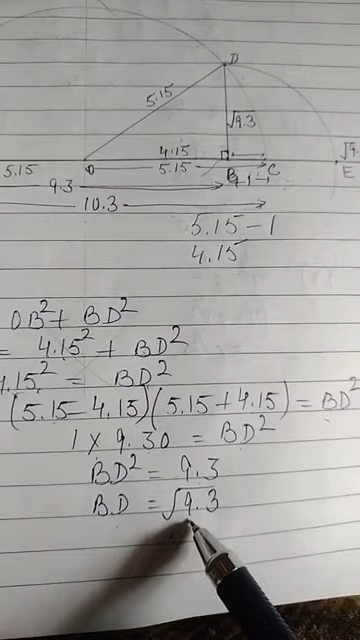 D
5.15
√9.3
4.15
5.15 5.15 C √9.
O B 1 E
9.3
10.3
5.15-1
4.15
OB² + BD²
= 4.15² + BD²
4.15² = BD²
(5.15-4.15)(5.15+4.15) = BD²
1 × 9.30 = BD²
BD² = 9.3
BD = √9.3